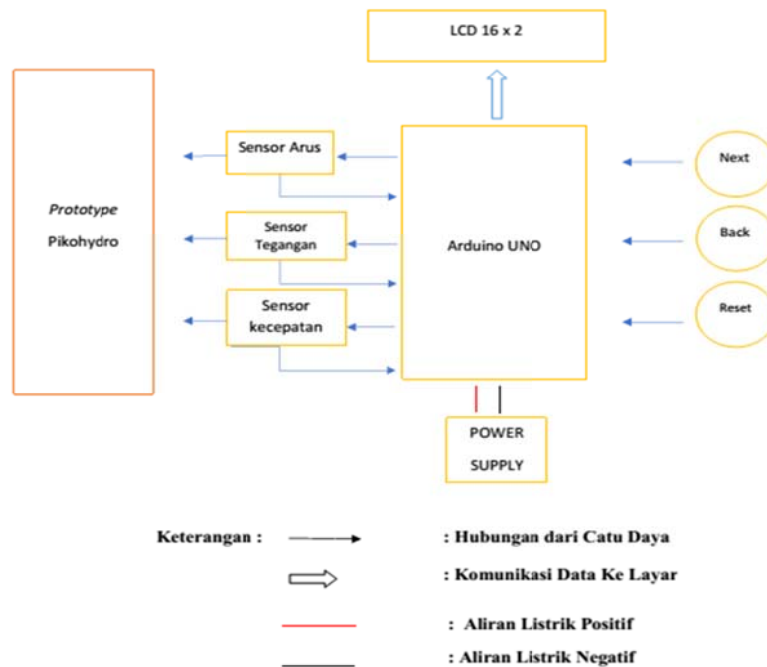 LCD 16 x 2
Prototype
Pikohydro
Sensor Arus
Sensor
Tegangan
Sensor
kecepatan
Arduino UNO
Next
Back
Reset
POWER
SUPPLY
Keterangan :
: Hubungan dari Catu Daya
: Komunikasi Data Ke Layar
: Aliran Listrik Positif
: Aliran Listrik Negatif